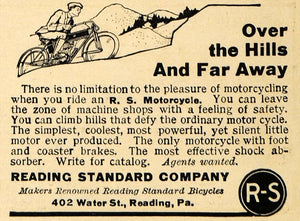 Over
the Hills
And Far Away
There is no limitation to the pleasure of motorcycling
when you ride an R. S. Motorcycle. You can leave
the zone of machine shops with a feeling of safety.
You can climb hills that defy the ordinary motor cycle.
The simplest, coolest, most powerful, yet silent little
motor ever produced. The only motorcycle with foot
and coaster brakes. The most effective shock ab-
sorber. Write for catalog. Agents wanted.
READING STANDARD COMPANY
Makers Renowned Reading Standard Bicycles
402 Water St., Reading, Pa.
R-S